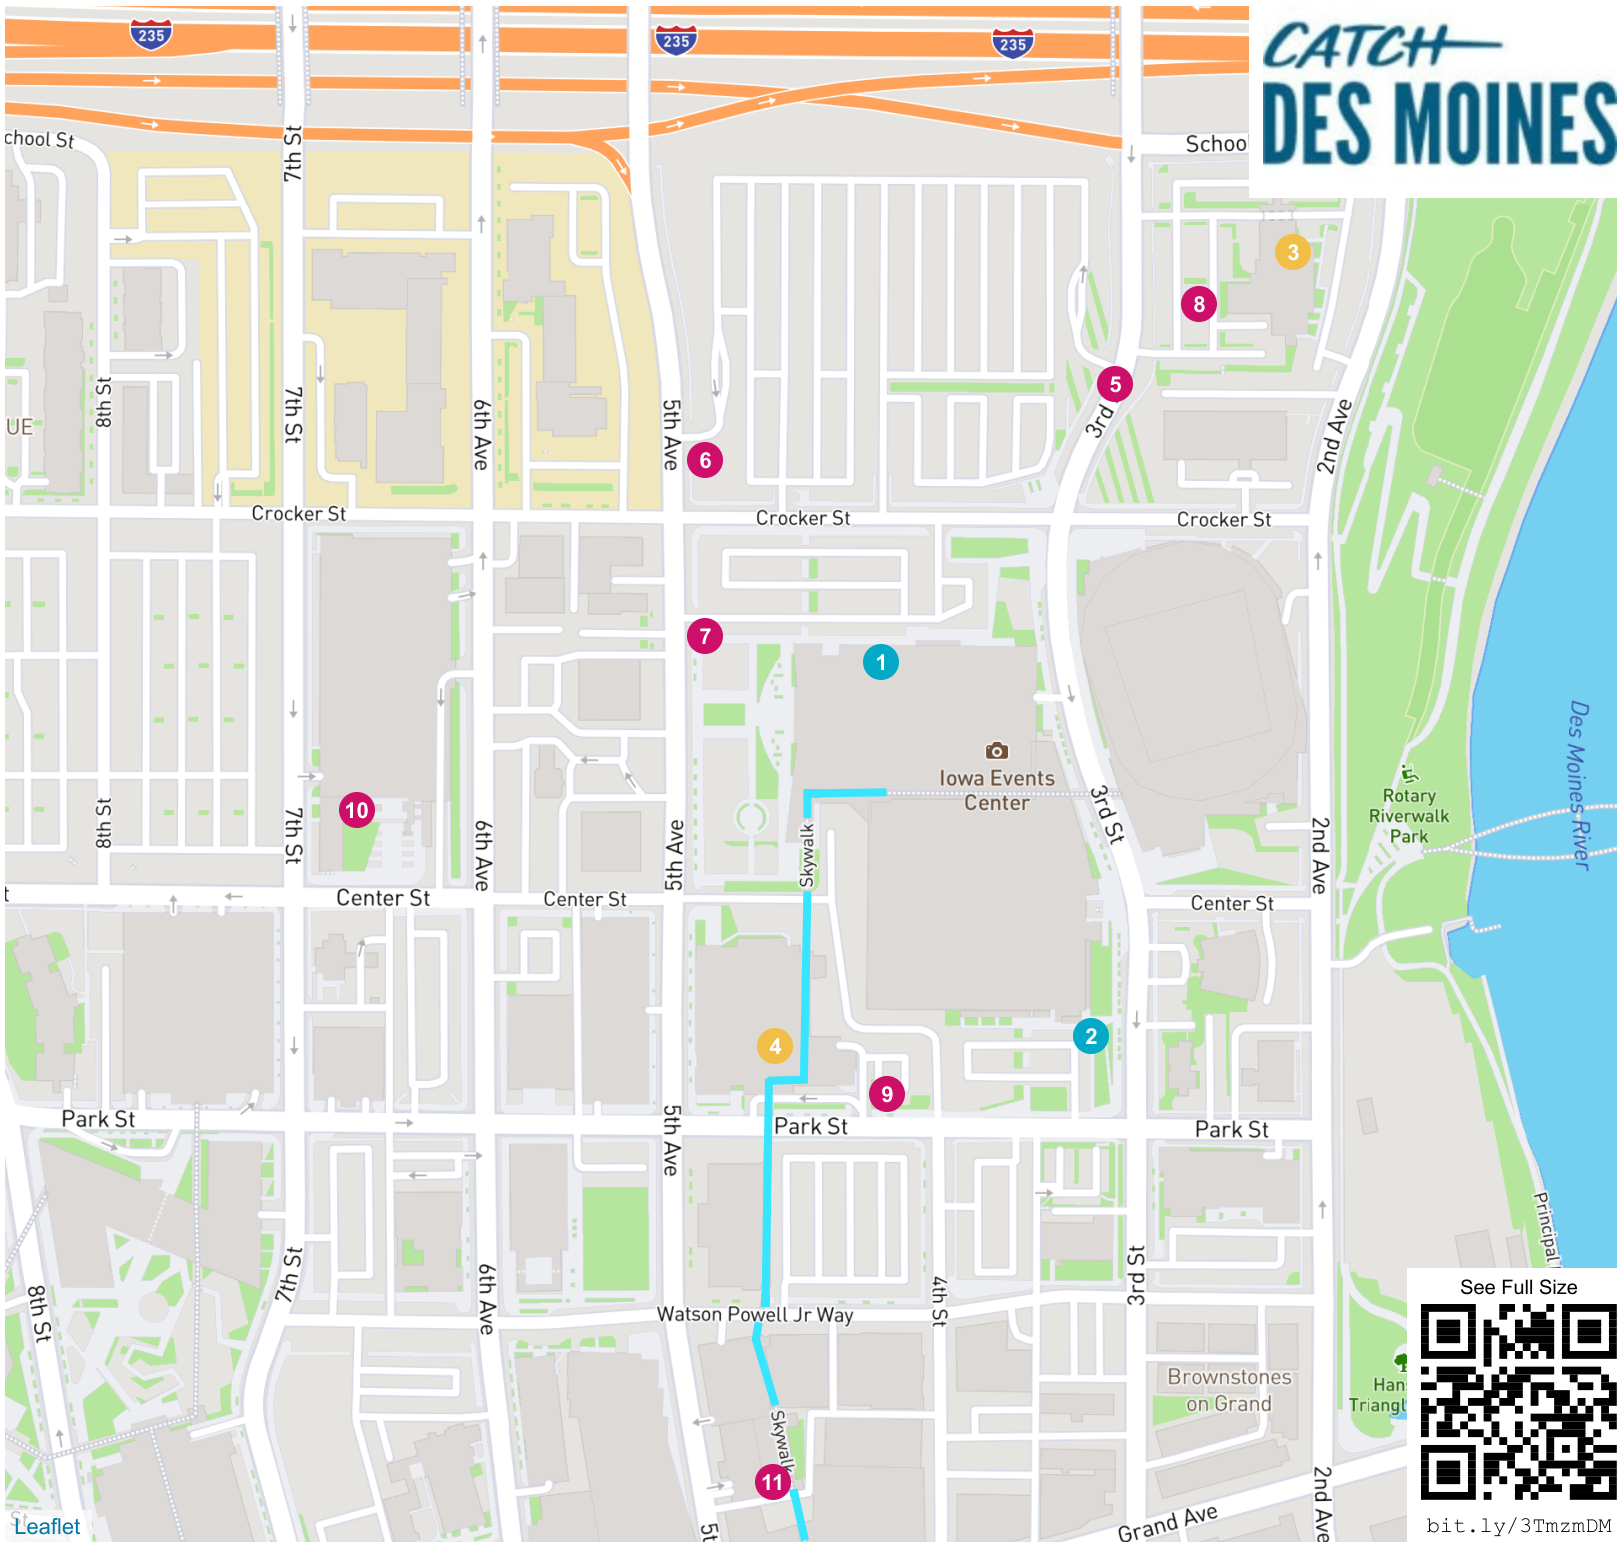 235
235
235
CATCH
DES MOINES
chool St
7th St
School
3
8
8th St
7th St
6th Ave
5th Ave
5
3rd
2nd Ave
UE
6
Crocker St
Crocker St
Crocker St
7
1
Iowa Events
Center
Des Moines River
Rotary
Riverwalk
Park
10
8th St
7th St
6th Ave
5th Ave
Skywalk
3rd St
2nd Ave
t
Center St
Center St
Center St
4
2
9
Park St
5th Ave
Park St
Park St
8th St
7th St
6th Ave
4th St
3rd St
Principal
Watson Powell Jr Way
See Full Size
Brownstones
on Grand
Hans
Triangl
Skywalk
11
2nd Ave
St
Leaflet
5t
Grand Ave
bit.ly/3TmzmDM